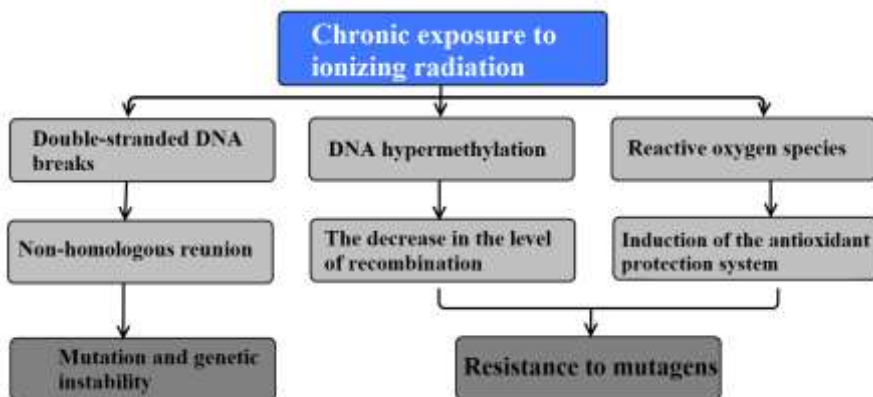 Chronic exposure to
ionizing radiation
Double-stranded DNA
breaks
DNA hypermethylation
Reactive oxygen species
Non-homologous reunion
The decrease in the level
of recombination
Induction of the antioxidant
protection system
Mutation and genetic
instability
Resistance to mutagens